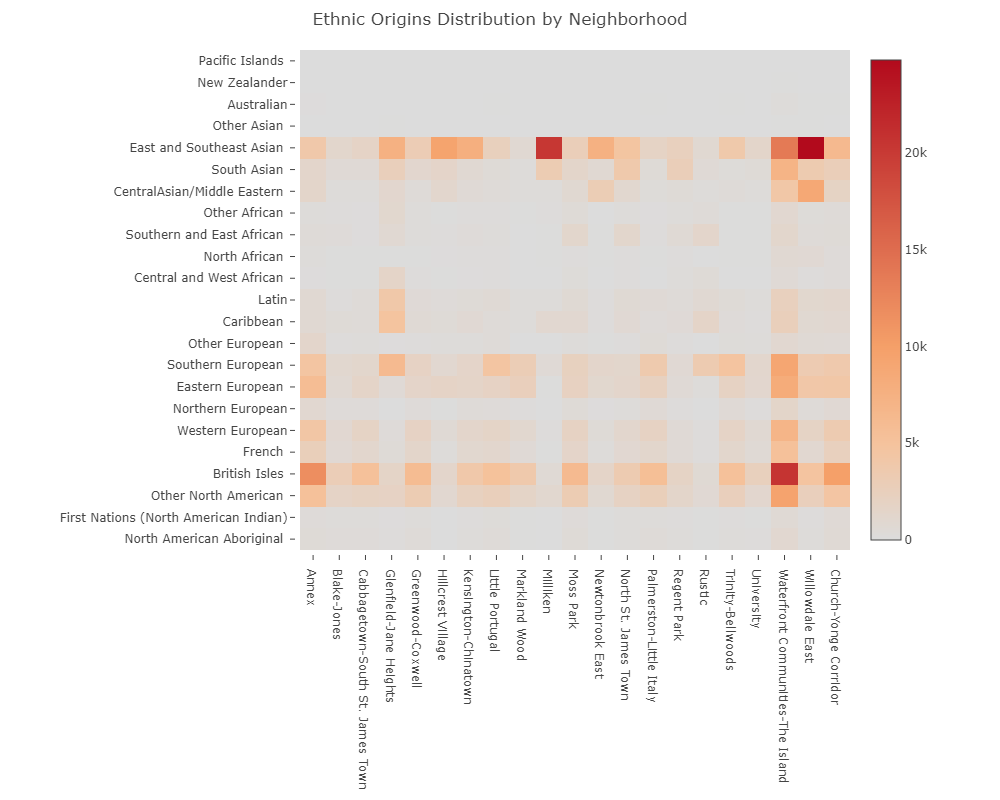 Ethnic Origins Distribution by Neighborhood
Pacific Islands
New Zealander
Australian
Other Asian
East and Southeast Asian
South Asian
CentralAsian/Middle Eastern
Other African
Southern and East African
North African
Central and West African
Latin
Caribbean
Other European
Southern European
Eastern European
Northern European
Western European
French
British Isles
Other North American
First Nations (North American Indian)
North American Aboriginal
Annex
Blake-Jones
Cabbagetown-South St. James Town
Glenfield-Jane Heights
Greenwood-Coxwell
Hillcrest Village
Kensington-Chinatown
Little Portugal
Markland Wood
Milliken
Moss Park
Newtonbrook East
North St. James Town
Palmerston-Little Italy
Regent Park
Rustic
Trinity-Bellwoods
University
Waterfront Communities-The Island
Willowdale East
Church-Yonge Corridor
20k
15k
10k
5k
0